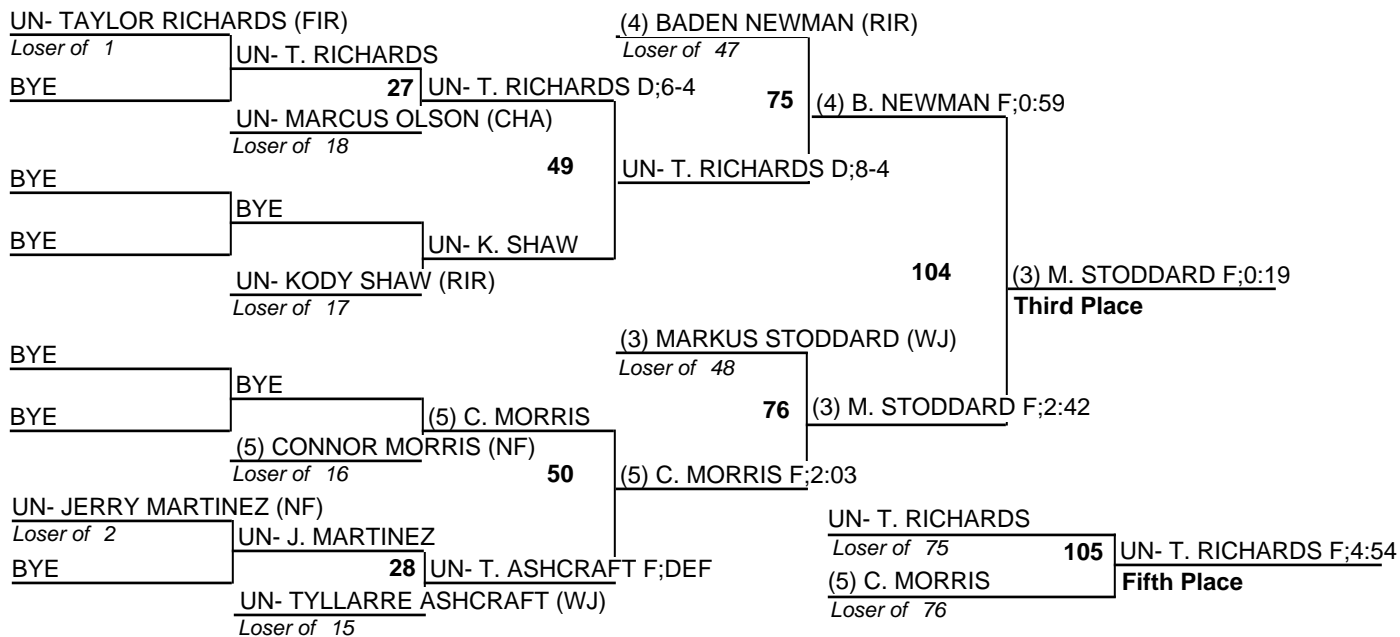 UN- TAYLOR RICHARDS (FIR)
Loser of 1
BYE
UN- T. RICHARDS
27
UN- MARCUS OLSON (CHA)
Loser of 18
UN- T. RICHARDS D;6-4
BYE
BYE
BYE
UN- KODY SHAW (RIR)
Loser of 17
UN- K. SHAW
49
UN- T. RICHARDS D;8-4
(4) BADEN NEWMAN (RIR)
Loser of 47
75
(4) B. NEWMAN F;0:59
BYE
BYE
BYE
(5) CONNOR MORRIS (NF)
Loser of 16
(5) C. MORRIS
UN- JERRY MARTINEZ (NF)
Loser of 2
BYE
UN- J. MARTINEZ
28
UN- TYLLARRE ASHCRAFT (WJ)
Loser of 15
UN- T. ASHCRAFT F;DEF
50
(5) C. MORRIS F;2:03
(3) MARKUS STODDARD (WJ)
Loser of 48
76
(3) M. STODDARD F;2:42
104
(3) M. STODDARD F;0:19
Third Place
UN- T. RICHARDS
Loser of 75
105
(5) C. MORRIS
Loser of 76
UN- T. RICHARDS F;4:54
Fifth Place